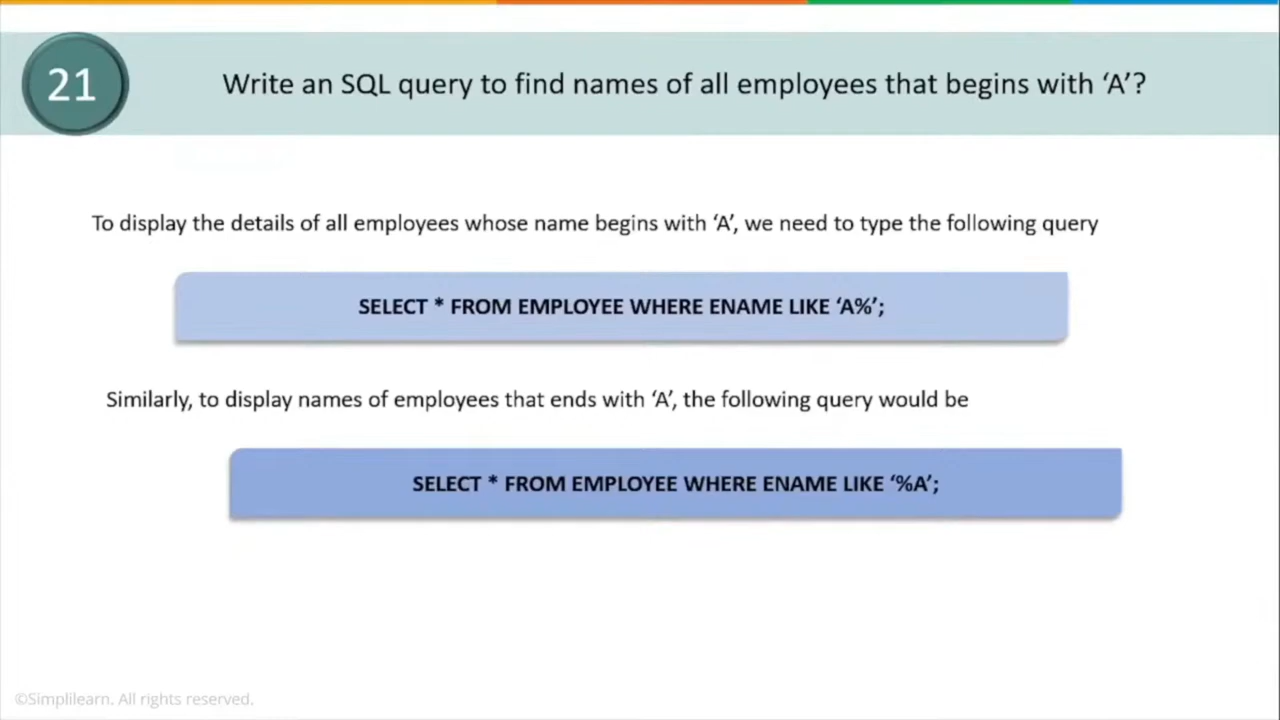 21
Write an SQL query to find names of all employees that begins with ‘A’?
To display the details of all employees whose name begins with ‘A’, we need to type the following query
SELECT * FROM EMPLOYEE WHERE ENAME LIKE ‘A%’;
Similarly, to display names of employees that ends with ‘A’, the following query would be
SELECT * FROM EMPLOYEE WHERE ENAME LIKE ‘%A’;
©Simplilearn. All rights reserved.